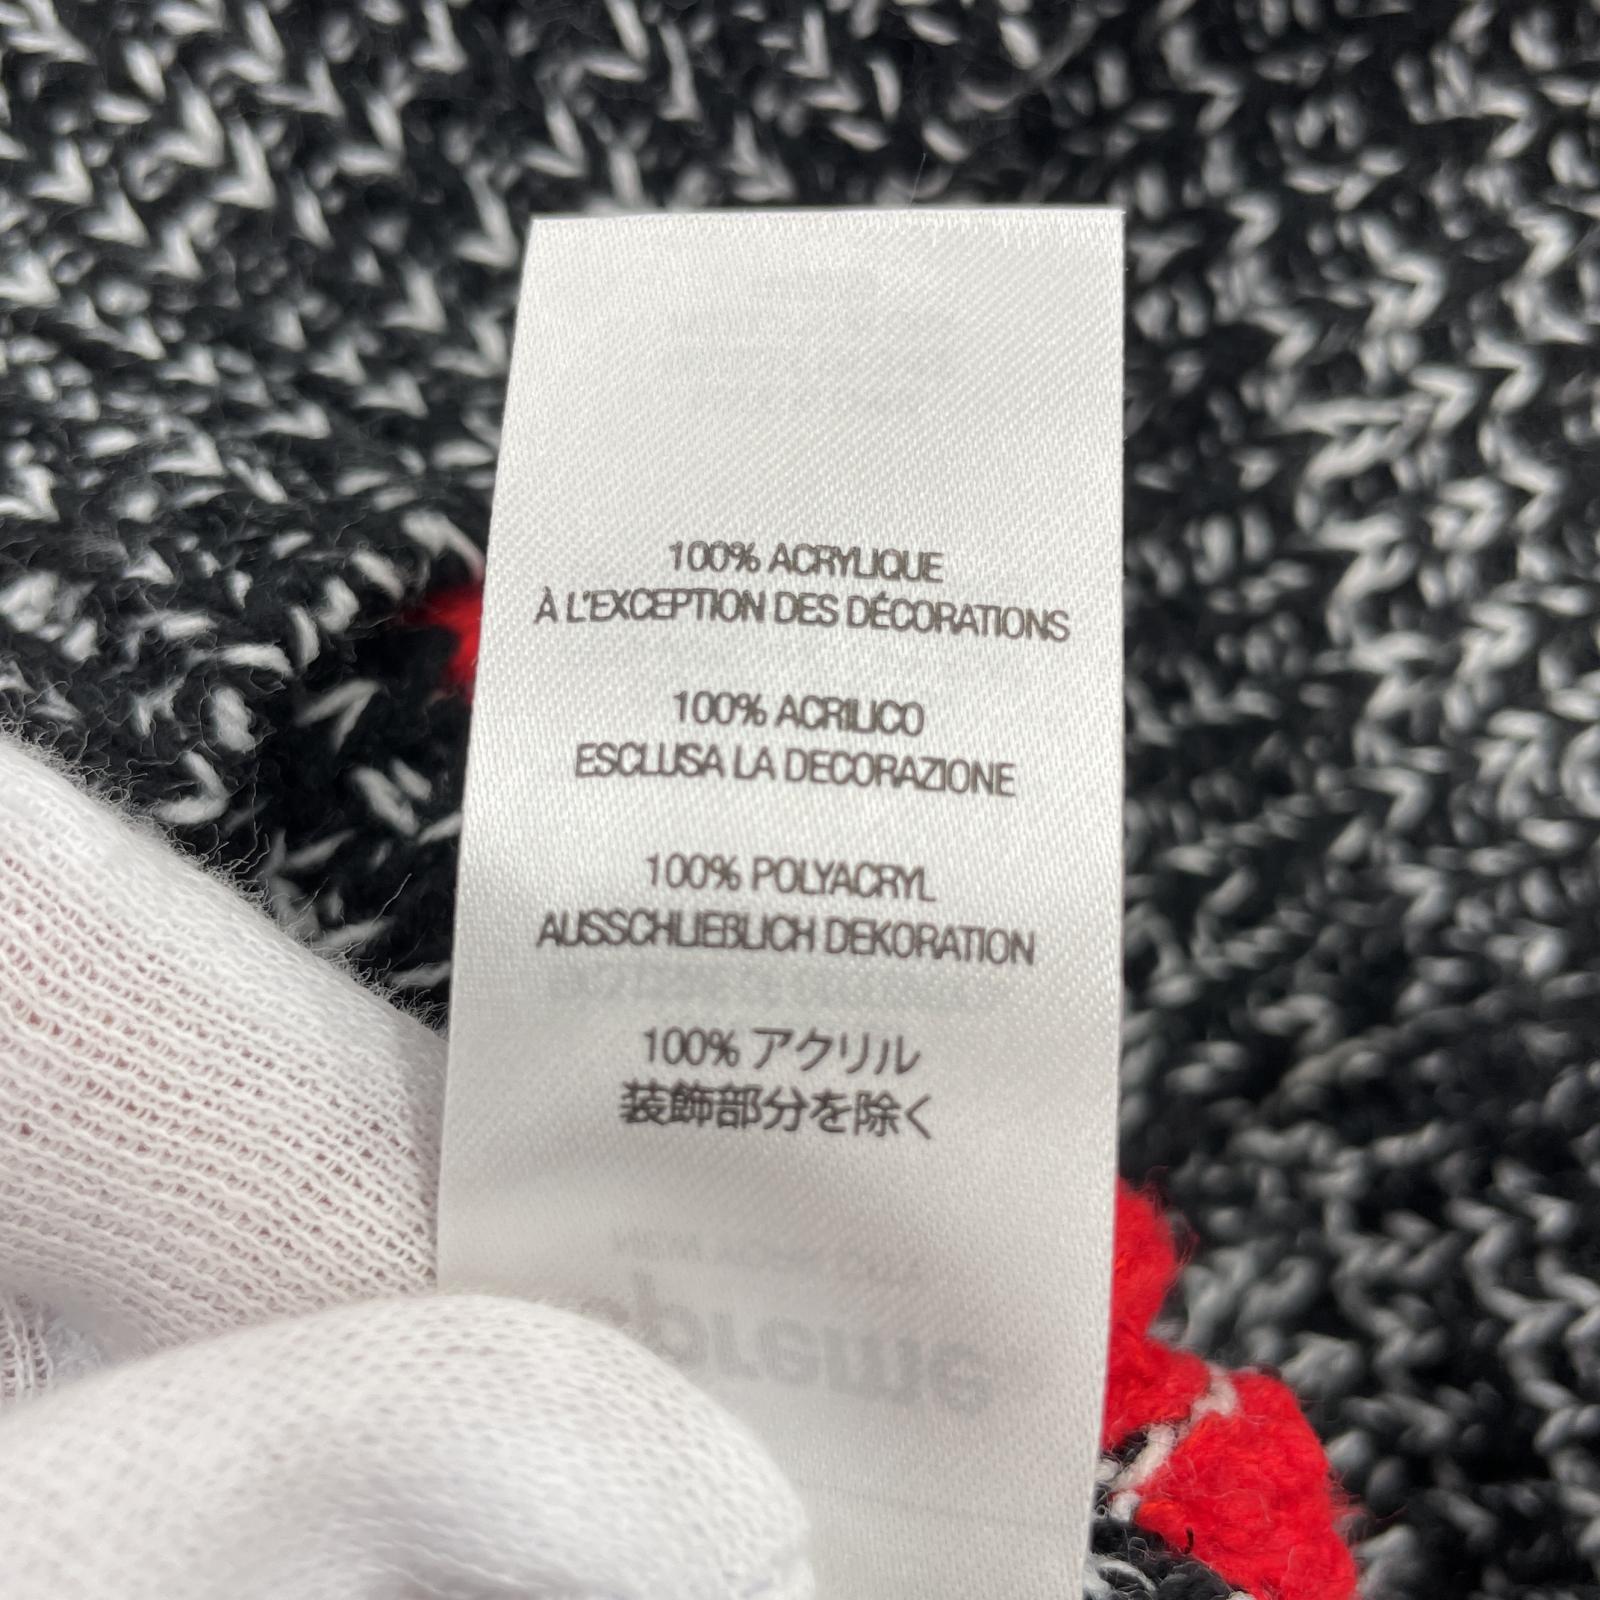 100% ACRYLIQUE
À L'EXCEPTION DES DÉCORATIONS
100% ACRILICO
ESCLUSA LA DECORAZIONE
100% POLYACRYL
AUSSCHLIEBLICH DEKORATION
100% アクリル
装飾部分を除く